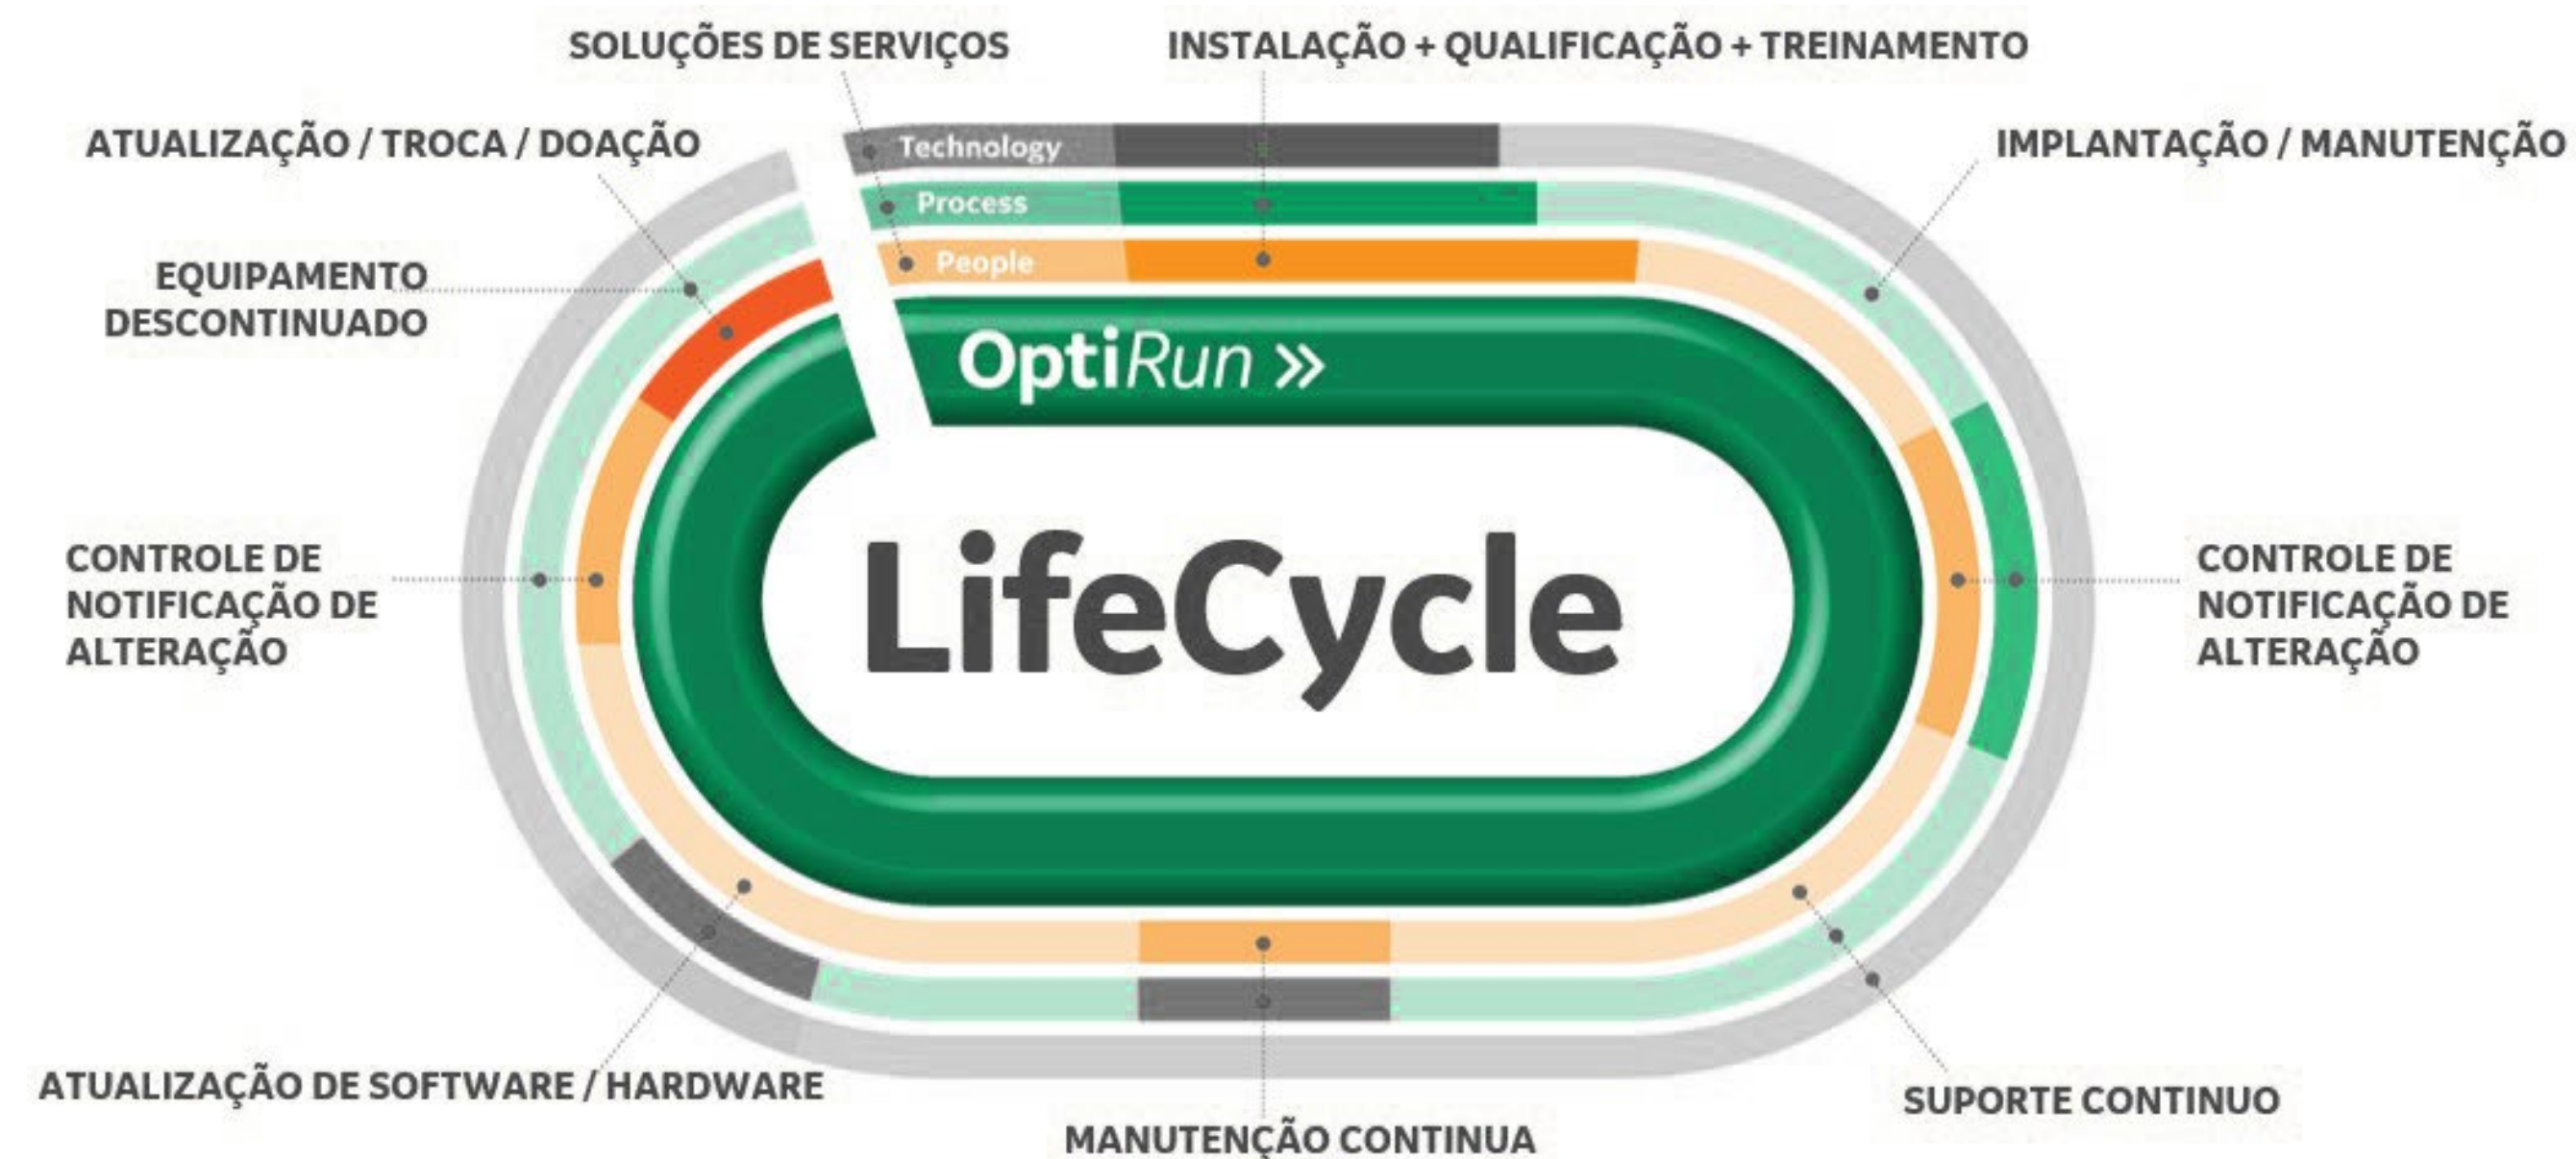 SOLUÇÕES DE SERVIÇOS
INSTALAÇÃO + QUALIFICAÇÃO + TREINAMENTO
ATUALIZAÇÃO / TROCA / DOAÇÃO
IMPLANTAÇÃO / MANUTENÇÃO
Technology
Process
People
EQUIPAMENTO
DESCONTINUADO
OptiRun »
LifeCycle
CONTROLE DE
NOTIFICAÇÃO DE
ALTERAÇÃO
CONTROLE DE
NOTIFICAÇÃO DE
ALTERAÇÃO
ATUALIZAÇÃO DE SOFTWARE / HARDWARE
SUPORTE CONTINUO
MANUTENÇÃO CONTINUA